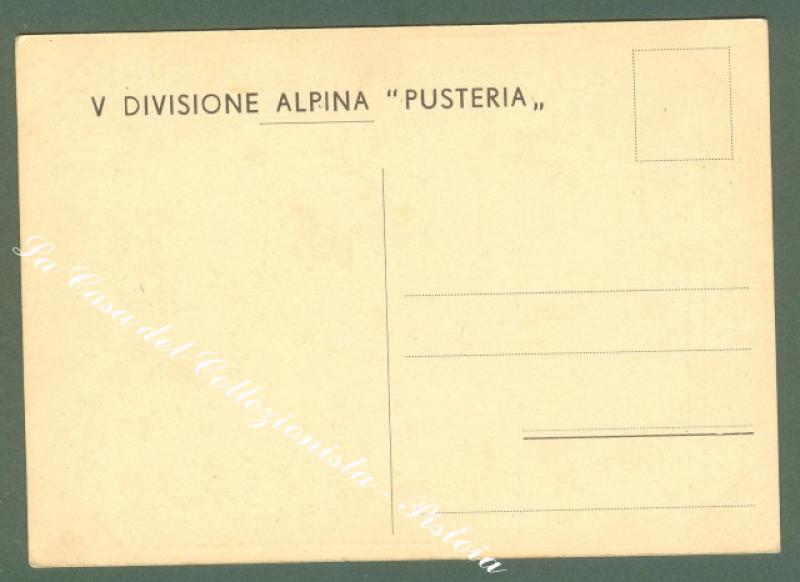 V DIVISIONE ALPINA “PUSTERIA„
La Casa del Collezionista - Pistoia